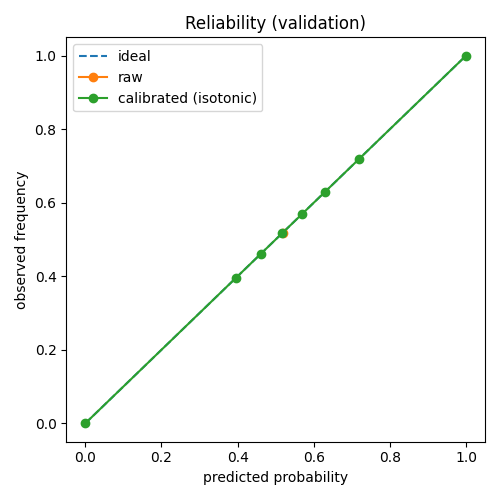 Reliability (validation)
ideal
raw
calibrated (isotonic)
observed frequency
1.0
0.8
0.6
0.4
0.2
0.0
0.0 0.2 0.4 0.6 0.8 1.0
predicted probability